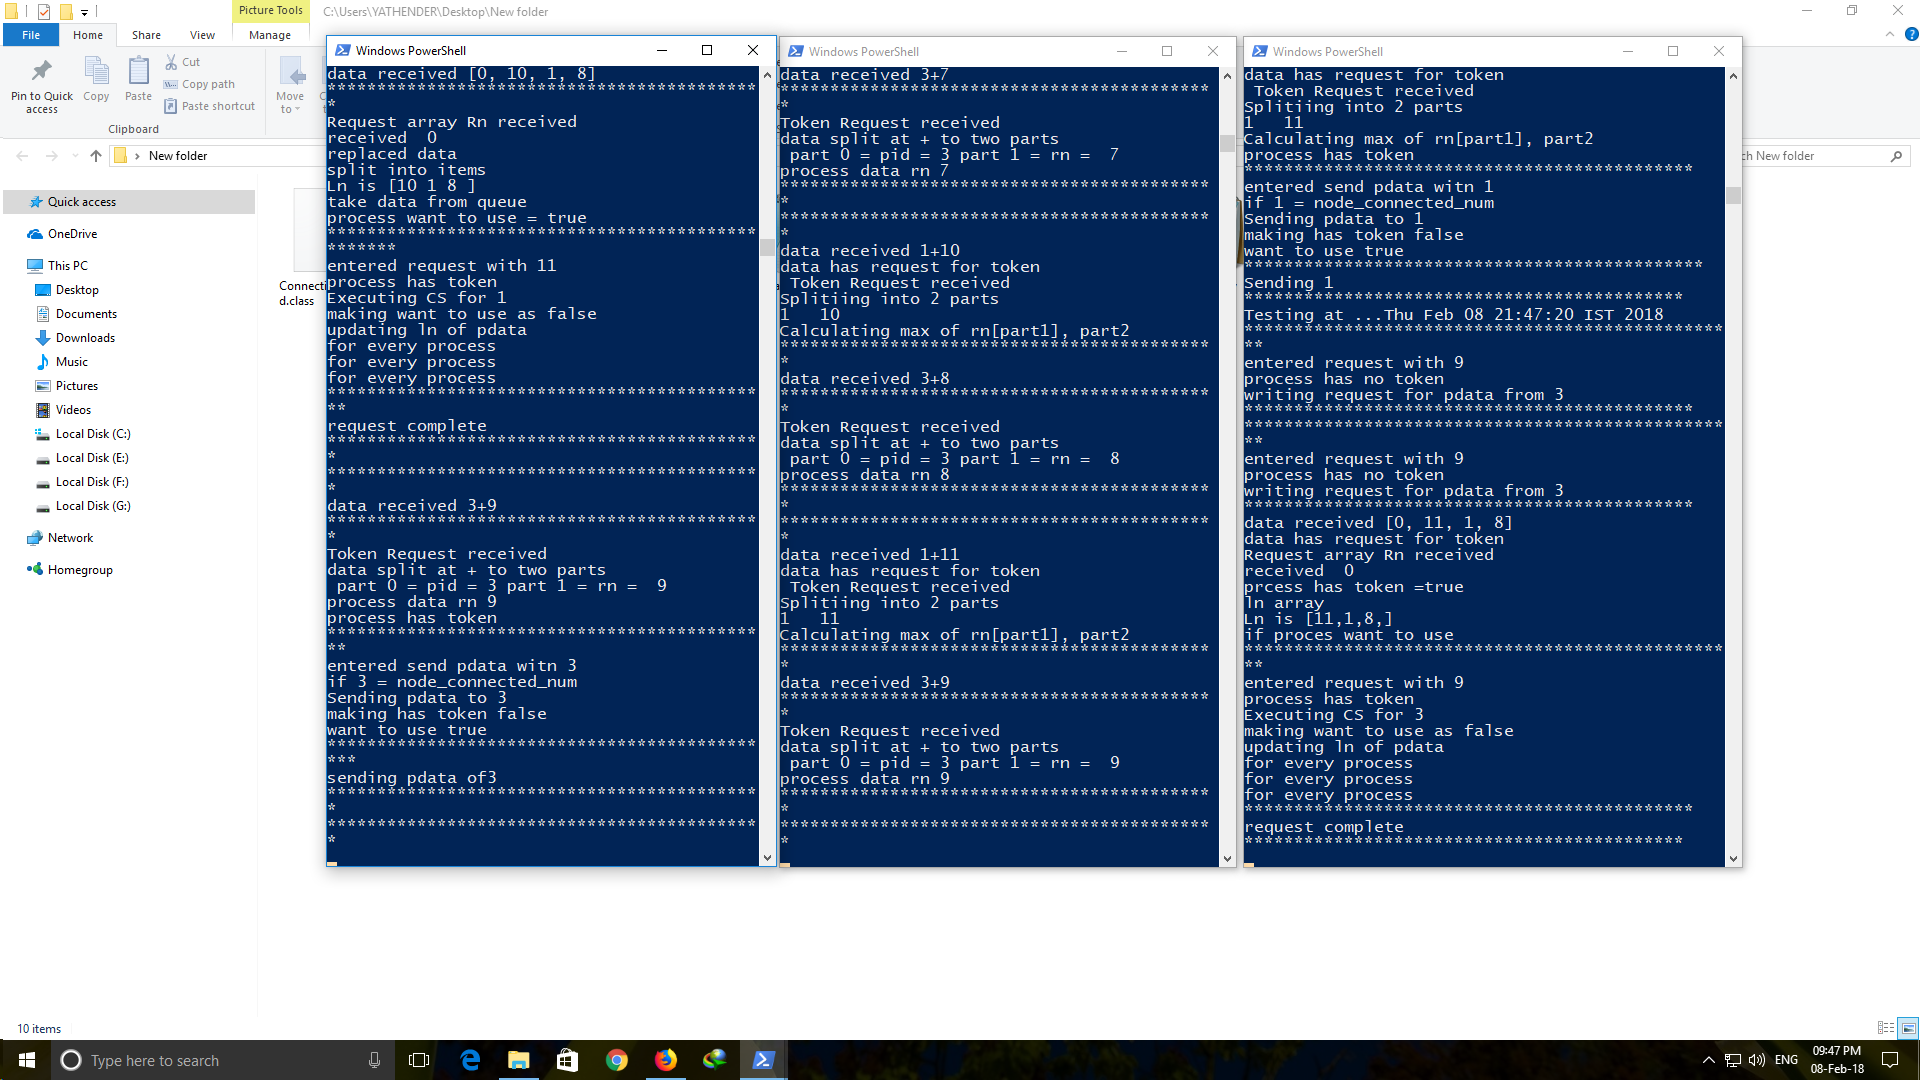 Picture Tools
C:\Users\YATHENDER\Desktop\New folder
File
Home
Share
View
Manage
Pin to Quick access
Copy
Paste
Cut
Copy path
Paste shortcut
Move to
Clipboard
New folder
ch New folder
Quick access
OneDrive
This PC
Desktop
Documents
Downloads
Music
Pictures
Videos
Local Disk (C:)
Local Disk (E:)
Local Disk (F:)
Local Disk (G:)
Network
Homegroup
Connecti
d.class
Windows PowerShell
data received [0, 10, 1, 8]
*******************************************
*
Request array Rn received
received  0
replaced data
split into items
Ln is [10 1 8 ]
take data from queue
process want to use = true
*******************************************
*******
entered request with 11
process has token
Executing CS for 1
making want to use as false
updating ln of pdata
for every process
for every process
for every process
*******************************************
**
request complete
*******************************************
*
*******************************************
*
data received 3+9
*******************************************
*
Token Request received
data split at + to two parts
 part 0 = pid = 3 part 1 = rn =  9
process data rn 9
process has token
*******************************************
**
entered send pdata witn 3
if 3 = node_connected_num
Sending pdata to 3
making has token false
want to use true
*******************************************
***
sending pdata of3
*******************************************
*
*******************************************
*
Windows PowerShell
data received 3+7
*******************************************
*
Token Request received
data split at + to two parts
 part 0 = pid = 3 part 1 = rn =  7
process data rn 7
*******************************************
*
*******************************************
*
data received 1+10
data has request for token
 Token Request received
Splitiing into 2 parts
1   10
Calculating max of rn[part1], part2
*******************************************
*
data received 3+8
*******************************************
*
Token Request received
data split at + to two parts
 part 0 = pid = 3 part 1 = rn =  8
process data rn 8
*******************************************
*
*******************************************
*
data received 1+11
data has request for token
 Token Request received
Splitiing into 2 parts
1   11
Calculating max of rn[part1], part2
*******************************************
*
data received 3+9
*******************************************
*
Token Request received
data split at + to two parts
 part 0 = pid = 3 part 1 = rn =  9
process data rn 9
*******************************************
*
*******************************************
*
Windows PowerShell
data has request for token
 Token Request received
Splitiing into 2 parts
1   11
Calculating max of rn[part1], part2
process has token
*********************************************
entered send pdata witn 1
if 1 = node_connected_num
Sending pdata to 1
making has token false
want to use true
**********************************************
Sending 1
********************************************
Testing at ...Thu Feb 08 21:47:20 IST 2018
************************************************
**
entered request with 9
process has no token
writing request for pdata from 3
*********************************************
************************************************
**
entered request with 9
process has no token
writing request for pdata from 3
*********************************************
data received [0, 11, 1, 8]
data has request for token
Request array Rn received
received  0
prcess has token =true
ln array
Ln is [11,1,8,]
if proces want to use
************************************************
**
entered request with 9
process has token
Executing CS for 3
making want to use as false
updating ln of pdata
for every process
for every process
for every process
*********************************************
request complete
********************************************
10 items
Type here to search
ENG
09:47 PM
08-Feb-18